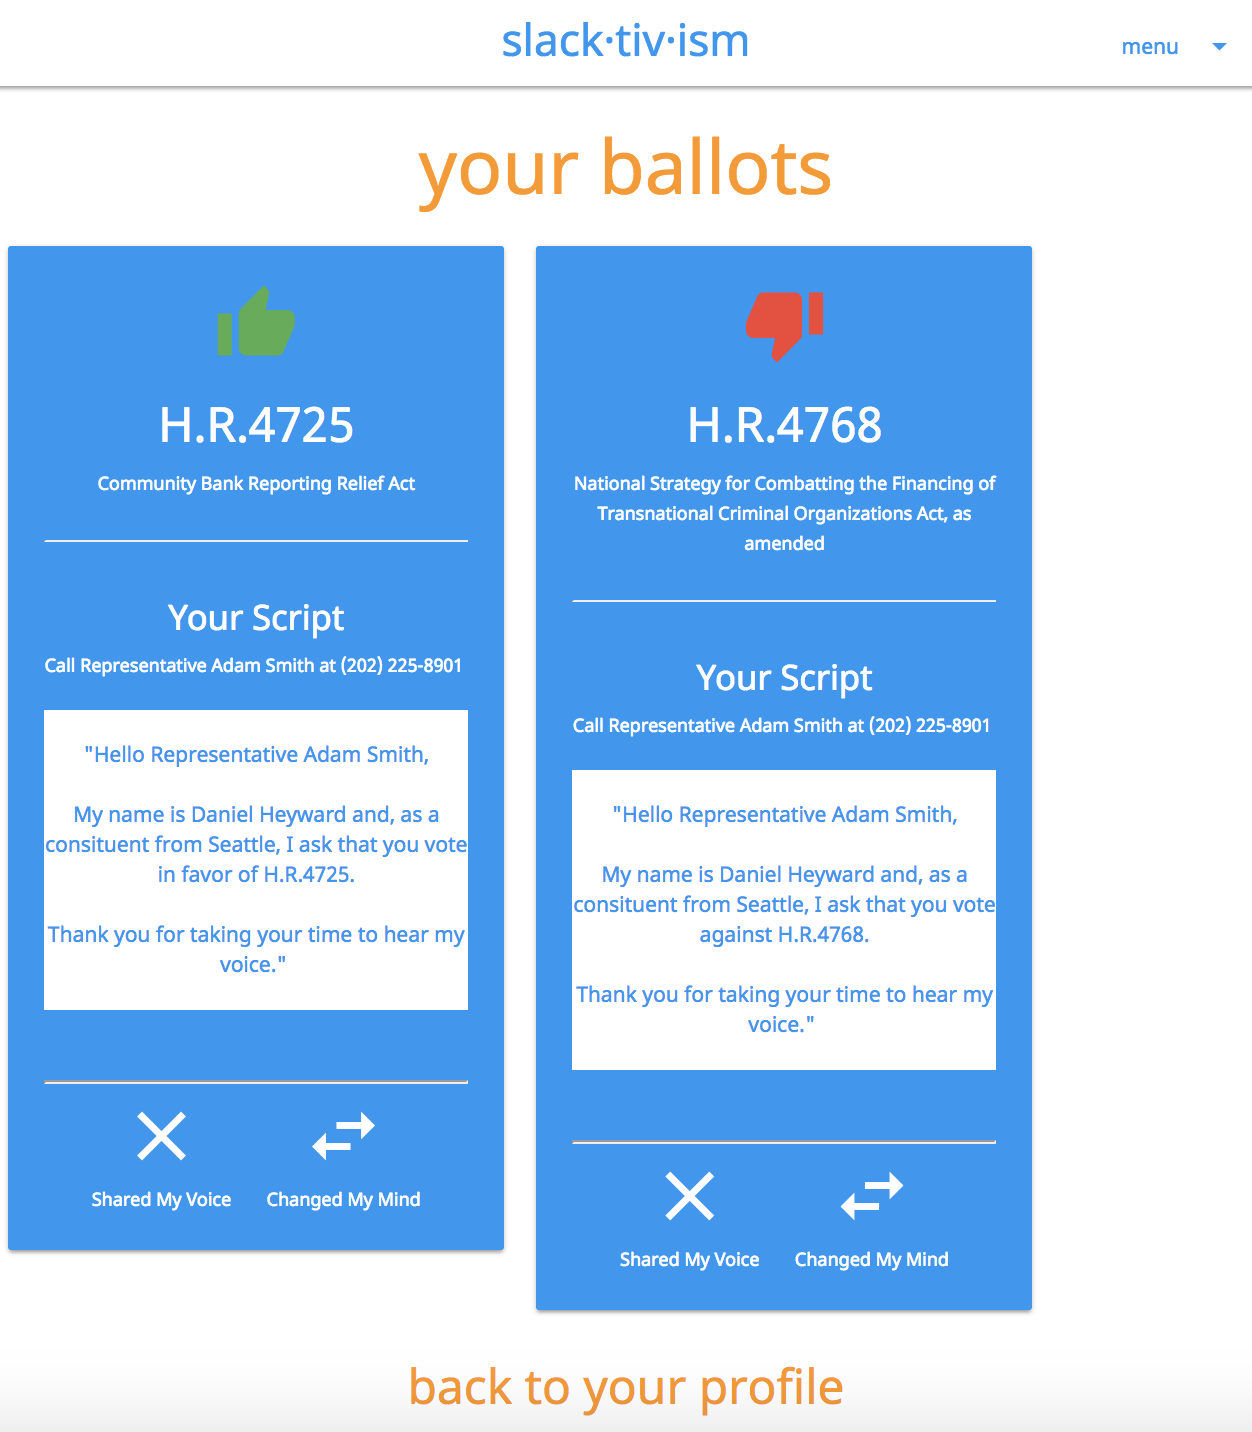 slack·tiv·ism
menu
your ballots
H.R.4725
Community Bank Reporting Relief Act
Your Script
Call Representative Adam Smith at (202) 225-8901
"Hello Representative Adam Smith,
My name is Daniel Heyward and, as a
consituent from Seattle, I ask that you vote
in favor of H.R.4725.
Thank you for taking your time to hear my
voice."
Shared My Voice
Changed My Mind
H.R.4768
National Strategy for Combatting the Financing of
Transnational Criminal Organizations Act, as
amended
Your Script
Call Representative Adam Smith at (202) 225-8901
"Hello Representative Adam Smith,
My name is Daniel Heyward and, as a
consituent from Seattle, I ask that you vote
against H.R.4768.
Thank you for taking your time to hear my
voice."
Shared My Voice
Changed My Mind
back to your profile